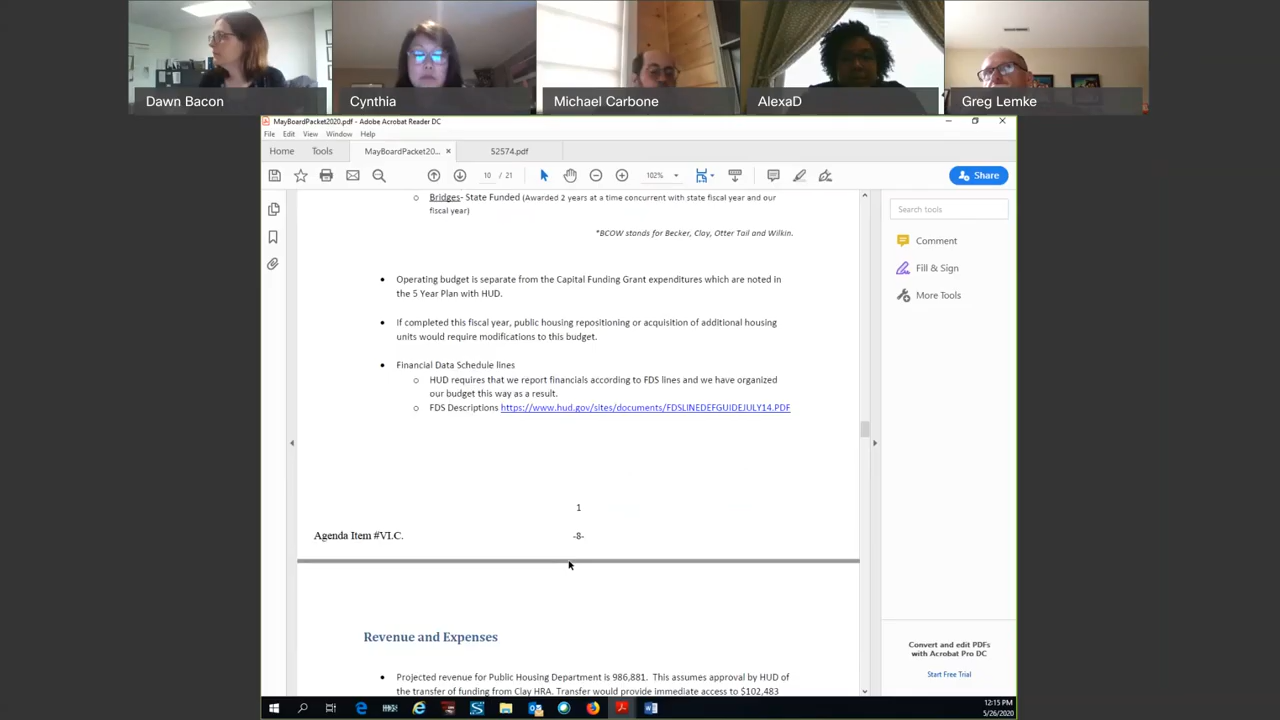 Dawn Bacon
Cynthia
Michael Carbone
AlexaD
Greg Lemke
MayBoardPacket2020.pdf - Adobe Acrobat Reader DC
File Edit View Window Help
Home Tools MayBoardPacket20... × 52574.pdf
10 / 21 102% Share
Search tools
Comment
Fill & Sign
More Tools
o Bridges- State Funded (Awarded 2 years at a time concurrent with state fiscal year and our
fiscal year)
*BCOW stands for Becker, Clay, Otter Tail and Wilkin.
• Operating budget is separate from the Capital Funding Grant expenditures which are noted in
the 5 Year Plan with HUD.
• If completed this fiscal year, public housing repositioning or acquisition of additional housing
units would require modifications to this budget.
• Financial Data Schedule lines
o HUD requires that we report financials according to FDS lines and we have organized
our budget this way as a result.
o FDS Descriptions https://www.hud.gov/sites/documents/FDSLINEDEFGUIDEJULY14.PDF
1
Agenda Item #VI.C. -8-
Revenue and Expenses
• Projected revenue for Public Housing Department is 986,881. This assumes approval by HUD of
the transfer of funding from Clay HRA. Transfer would provide immediate access to $102,483
Convert and edit PDFs
with Acrobat Pro DC
Start Free Trial
12:15 PM
5/26/2020